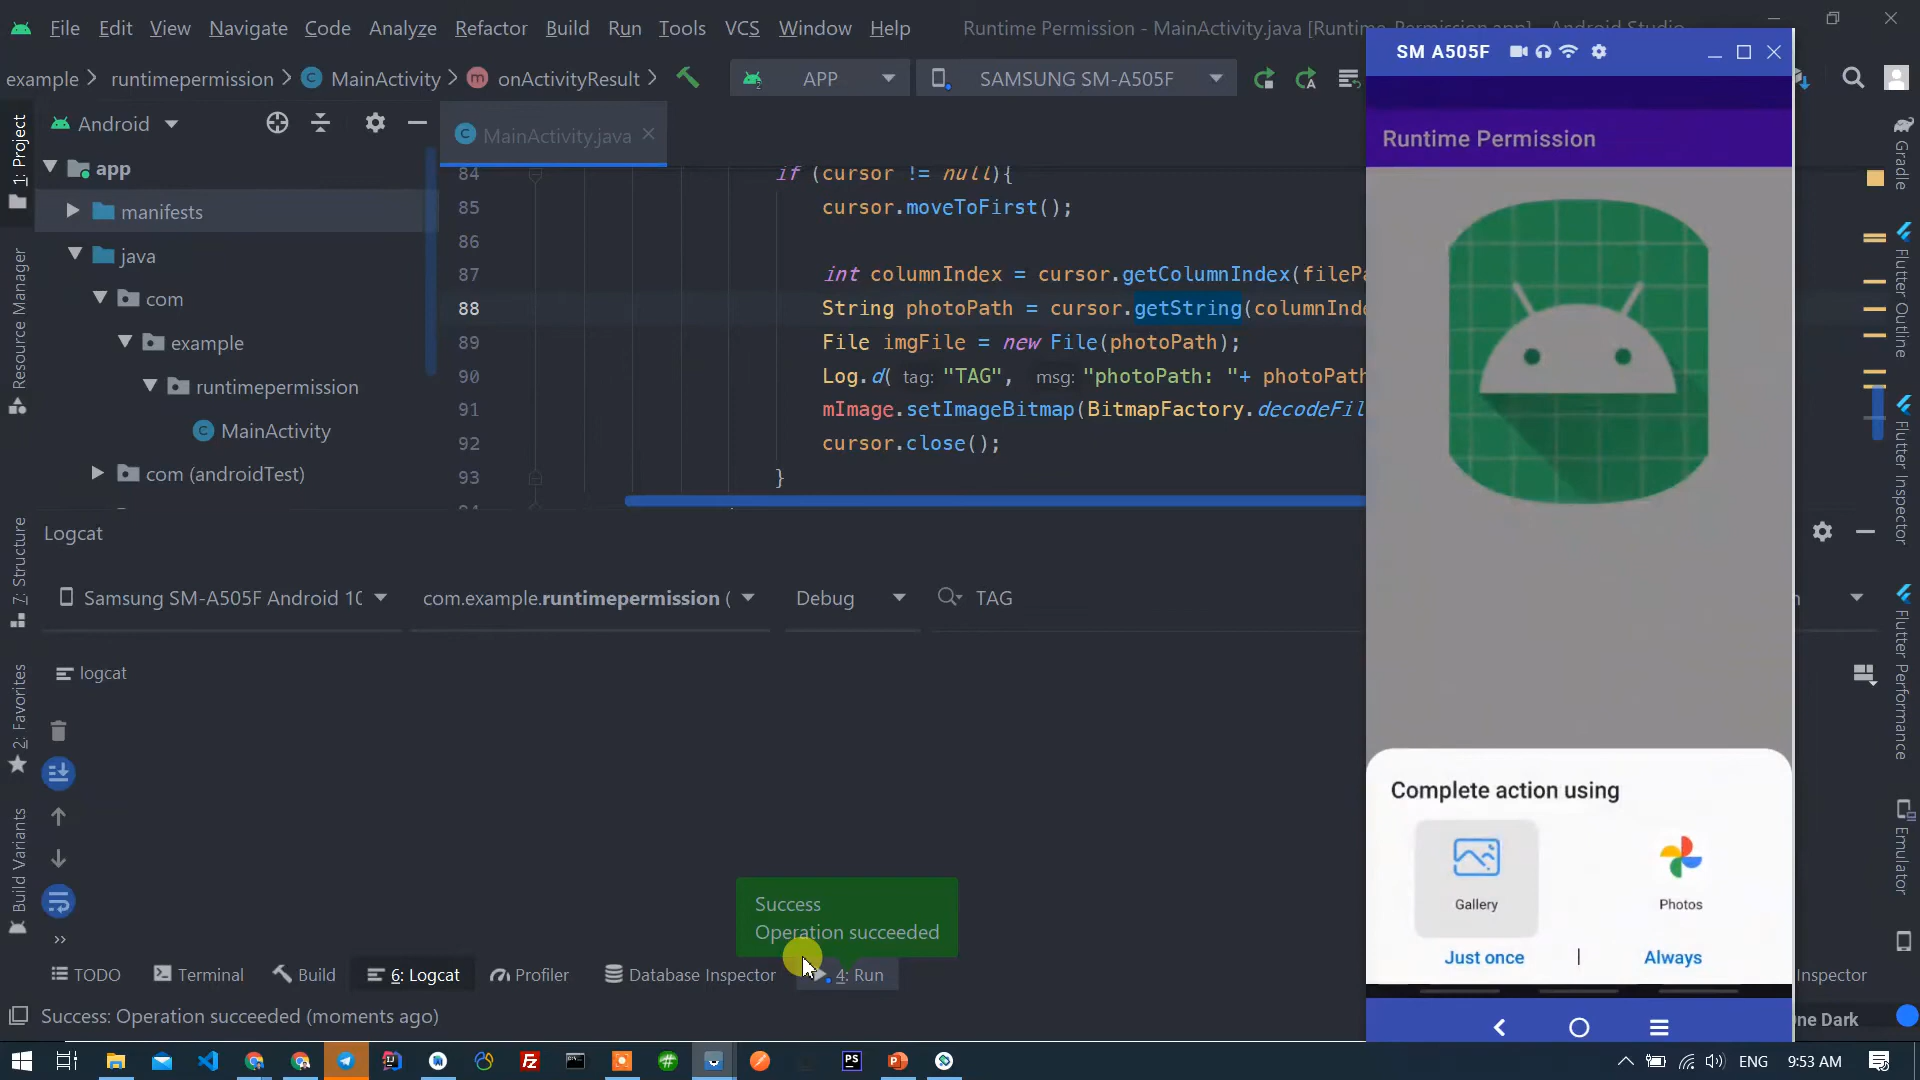 File Edit View Navigate Code Analyze Refactor Build Run Tools VCS Window Help Runtime Permission - MainActivity.java
example runtimepermission MainActivity onActivityResult APP SAMSUNG SM-A505F
Android
MainActivity.java
app
manifests
java
com
example
runtimepermission
MainActivity
com (androidTest)
84 if (cursor != null){
85 cursor.moveToFirst();
86
87 int columnIndex = cursor.getColumnIndex(filePa
88 String photoPath = cursor.getString(columnInde
89 File imgFile = new File(photoPath);
90 Log.d( tag: "TAG", msg: "photoPath: "+ photoPath
91 mImage.setImageBitmap(BitmapFactory.decodeFil
92 cursor.close();
93 }
Logcat
Samsung SM-A505F Android 10 com.example.runtimepermission ( Debug TAG
logcat
Success
Operation succeeded
TODO Terminal Build 6: Logcat Profiler Database Inspector 4: Run Inspector
Success: Operation succeeded (moments ago)
One Dark
1: Project
Resource Manager
7: Structure
2: Favorites
Build Variants
SM A505F
Runtime Permission
Complete action using
Gallery Photos
Just once | Always
Gradle
Flutter Outline
Flutter Inspector
Flutter Performance
Emulator
PS
ENG 9:53 AM